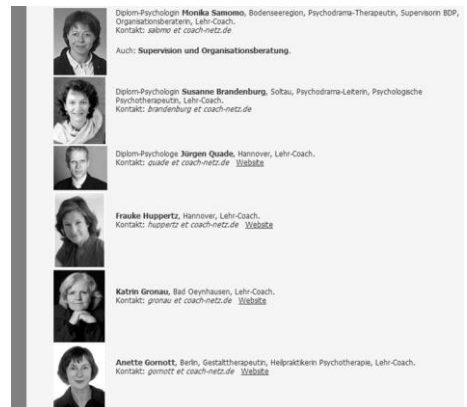 Diplom-Psychologin Monika Samomo, Bodenseeregion, Psychodrama-Therapeutin, Supervisorin BDP,
Organisationsberaterin, Lehr-Coach.
Kontakt: salomo et coach-netz.de
Auch: Supervision und Organisationsberatung.
Diplom-Psychologin Susanne Brandenburg, Soltau, Psychodrama-Leiterin, Psychologische
Psychotherapeutin, Lehr-Coach.
Kontakt: brandenburg et coach-netz.de
Diplom-Psychologe Jürgen Quade, Hannover, Lehr-Coach.
Kontakt: quade et coach-netz.de Website
Frauke Huppertz, Hannover, Lehr-Coach.
Kontakt: huppertz et coach-netz.de Website
Katrin Gronau, Bad Oeynhausen, Lehr-Coach.
Kontakt: gronau et coach-netz.de Website
Anette Gornott, Berlin, Gestalttherapeutin, Heilpraktikerin Psychotherapie, Lehr-Coach.
Kontakt: gornott et coach-netz.de Website